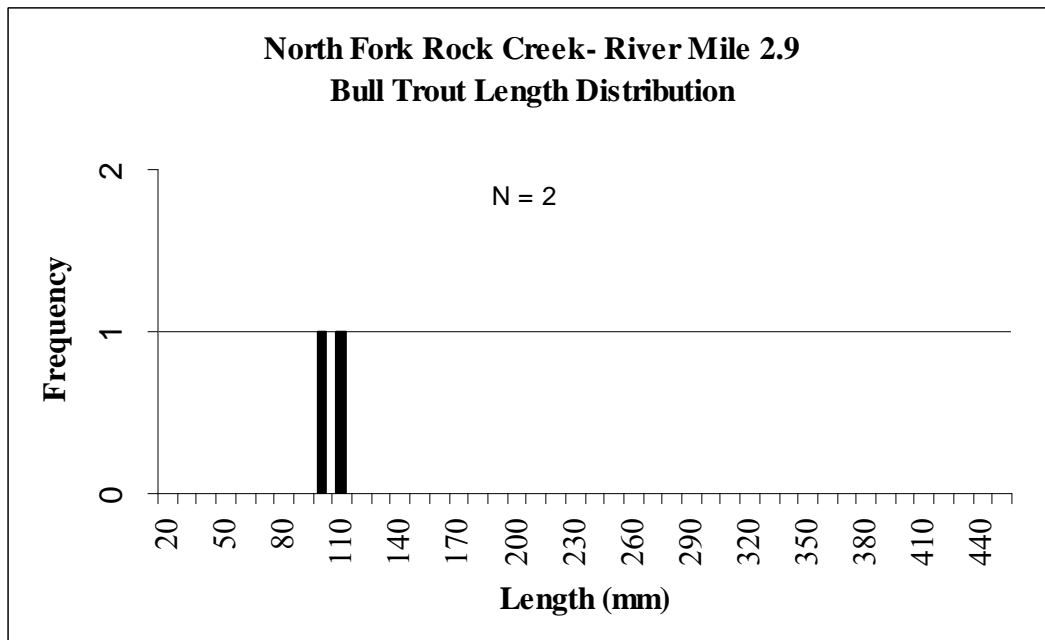 North Fork Rock Creek- River Mile 2.9
Bull Trout Length Distribution
2
N = 2
1
0
Frequency
20 50 80 110 140 170 200 230 260 290 320 350 380 410 440
Length (mm)